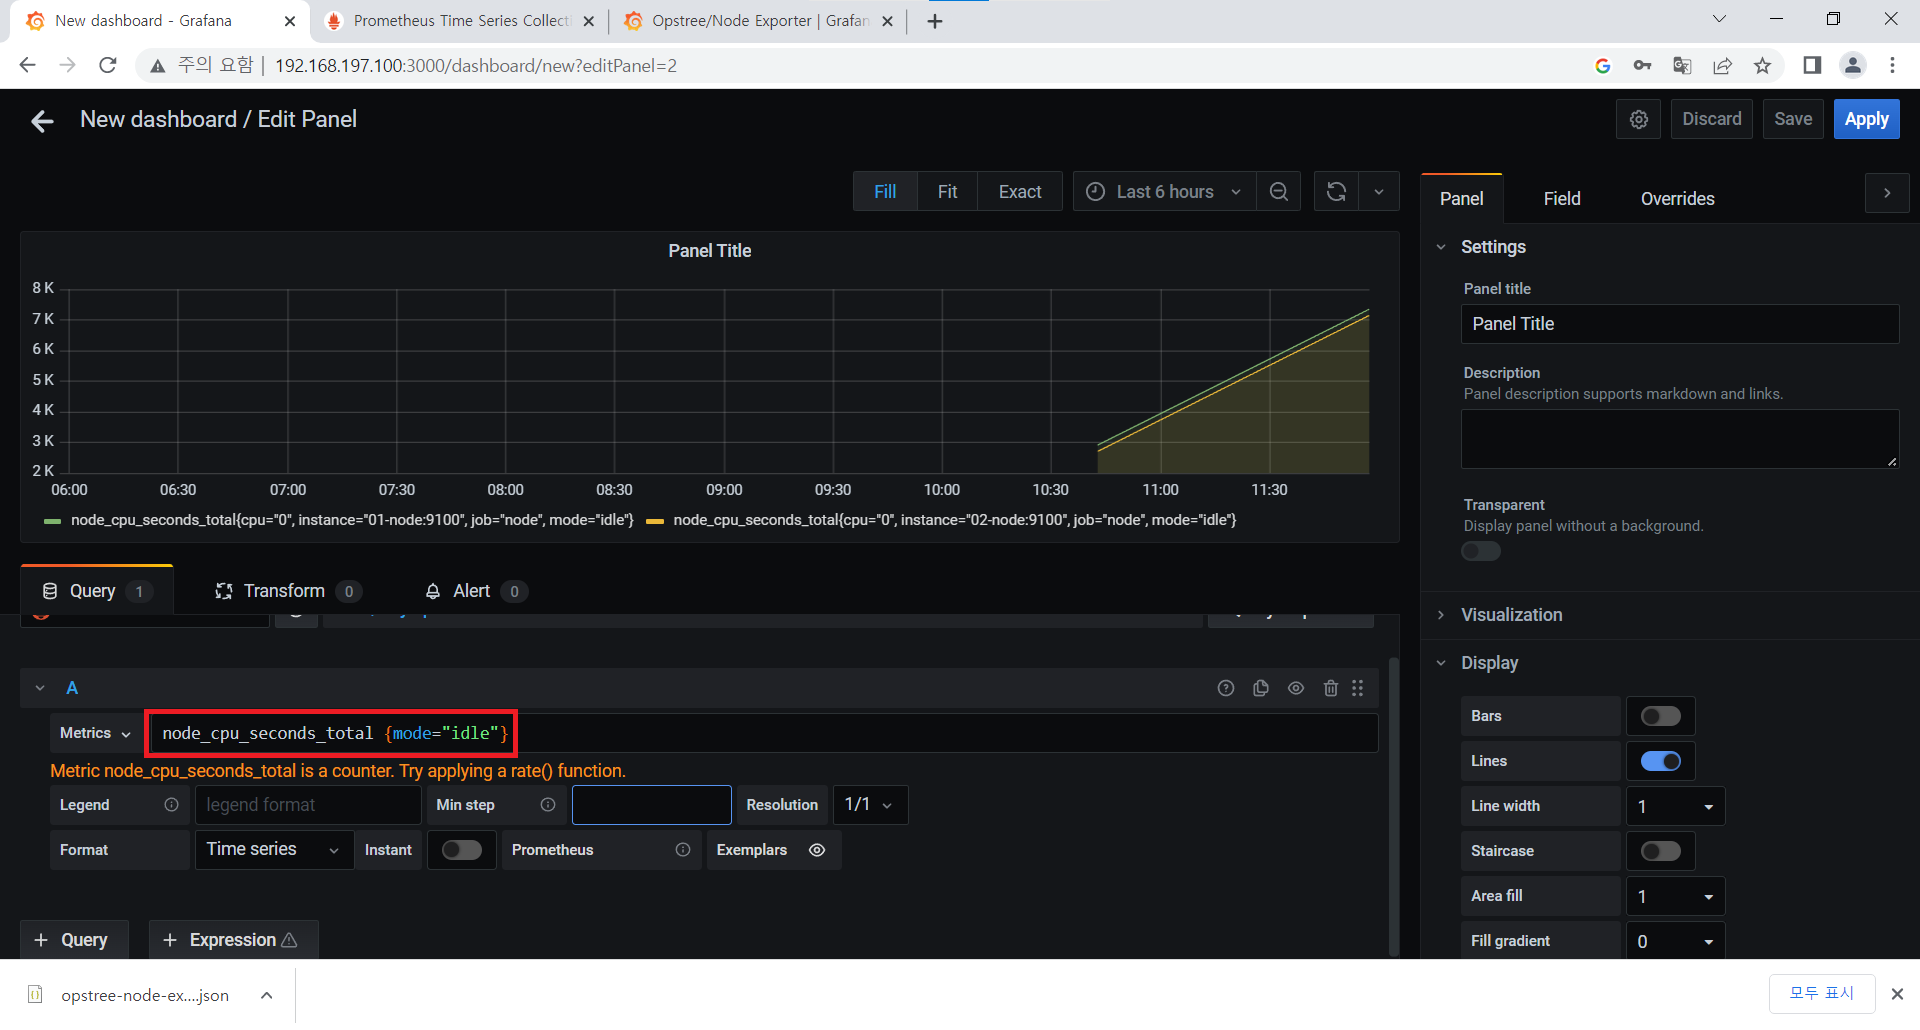 New dashboard - Grafana
Prometheus Time Series Collecti
Opstree/Node Exporter | Grafan
주의 요함 | 192.168.197.100:3000/dashboard/new?editPanel=2
New dashboard / Edit Panel
Discard
Save
Apply
Fill
Fit
Exact
Last 6 hours
Panel
Field
Overrides
Panel Title
8 K
7 K
6 K
5 K
4 K
3 K
2 K
06:00 06:30 07:00 07:30 08:00 08:30 09:00 09:30 10:00 10:30 11:00 11:30
node_cpu_seconds_total{cpu="0", instance="01-node:9100", job="node", mode="idle"} node_cpu_seconds_total{cpu="0", instance="02-node:9100", job="node", mode="idle"}
Settings
Panel title
Panel Title
Description
Panel description supports markdown and links.
Transparent
Display panel without a background.
Visualization
Display
Bars
Lines
Line width 1
Staircase
Area fill 1
Fill gradient 0
Query 1
Transform 0
Alert 0
A
Metrics node_cpu_seconds_total {mode="idle"}
Metric node_cpu_seconds_total is a counter. Try applying a rate() function.
Legend legend format Min step Resolution 1/1
Format Time series Instant Prometheus Exemplars
+ Query + Expression
opstree-node-ex....json
모두 표시